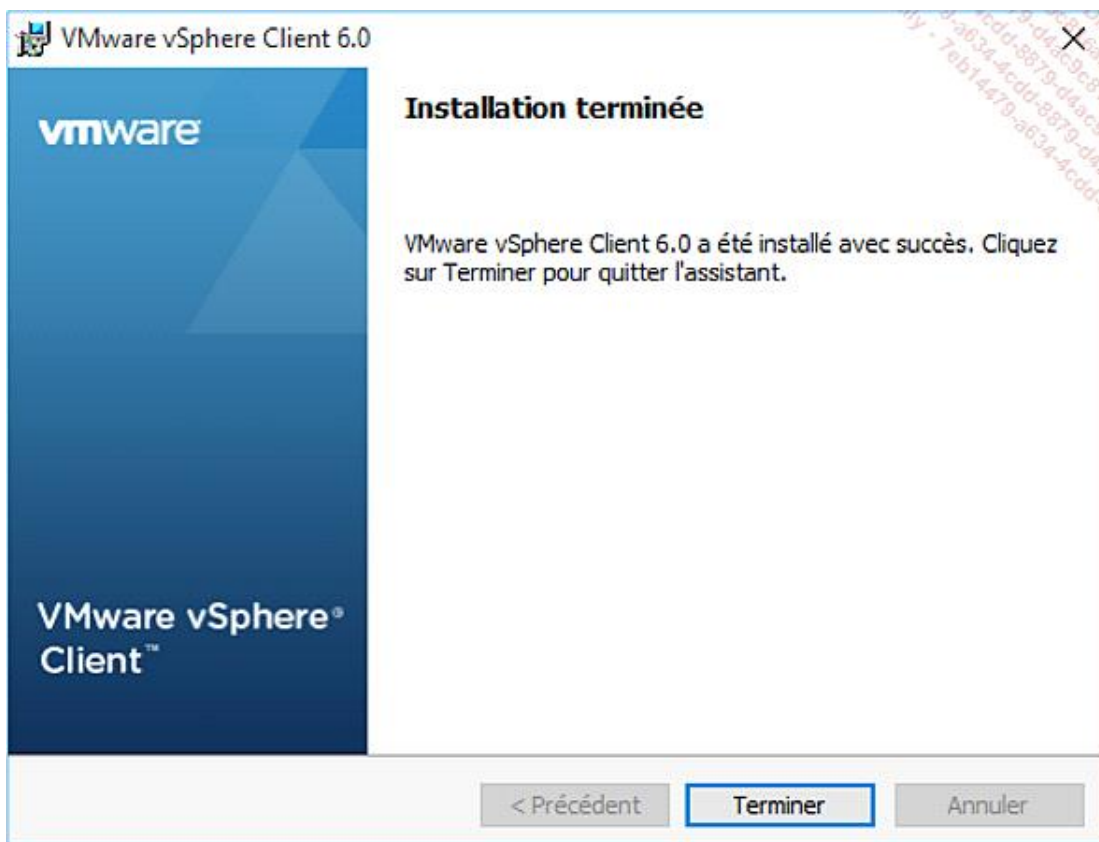 VMware vSphere Client 6.0
vmware
Installation terminée
VMware vSphere Client 6.0 a été installé avec succès. Cliquez
sur Terminer pour quitter l'assistant.
VMware vSphere®
Client™
< Précédent
Terminer
Annuler